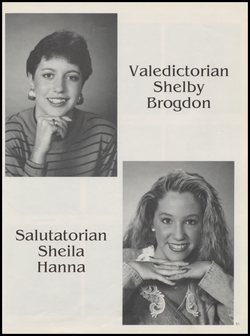 Valedictorian
Shelby
Brogdon
Salutatorian
Sheila
Hanna